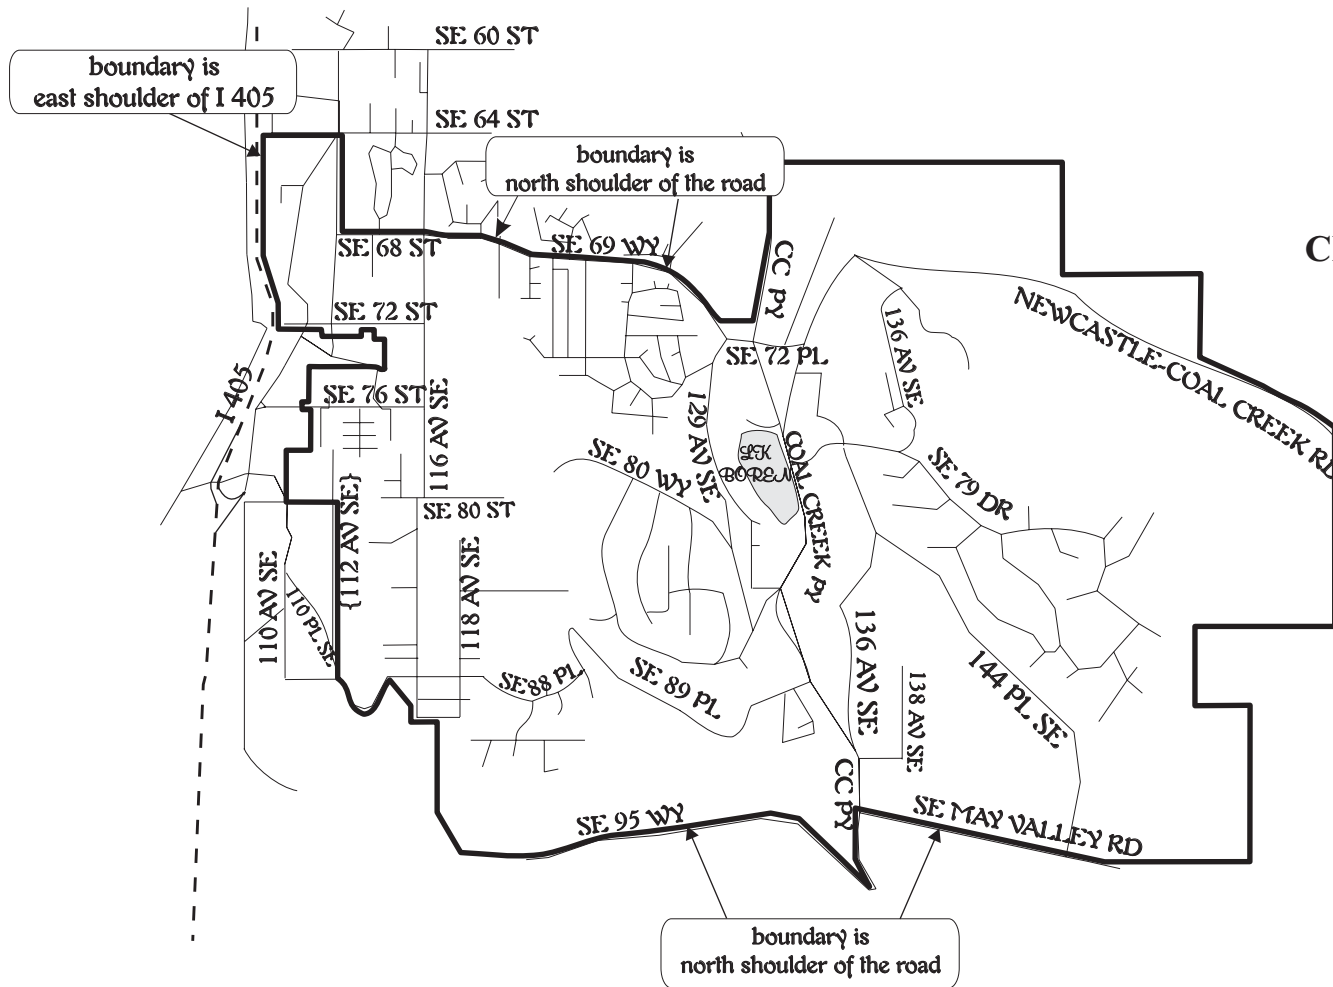 SE 60 ST
boundary is
east shoulder of I 405
SE 64 ST
boundary is
north shoulder of the road
SE 68 ST
SE 69 WY
CC PY
NEWCASTLE-COAL CREEK RD
SE 72 ST
136 AV SE
SE 72 PL
I 405
SE 76 ST
116 AV SE
129 AV SE
LK
BOREN
COAL CREEK PY
SE 80 WY
SE 79 DR
SE 80 ST
{112 AV SE}
110 AV SE
110 PL SE
118 AV SE
136 AV SE
138 AV SE
144 PL SE
SE 88 PL
SE 89 PL
CC PY
SE 95 WY
SE MAY VALLEY RD
boundary is
north shoulder of the road